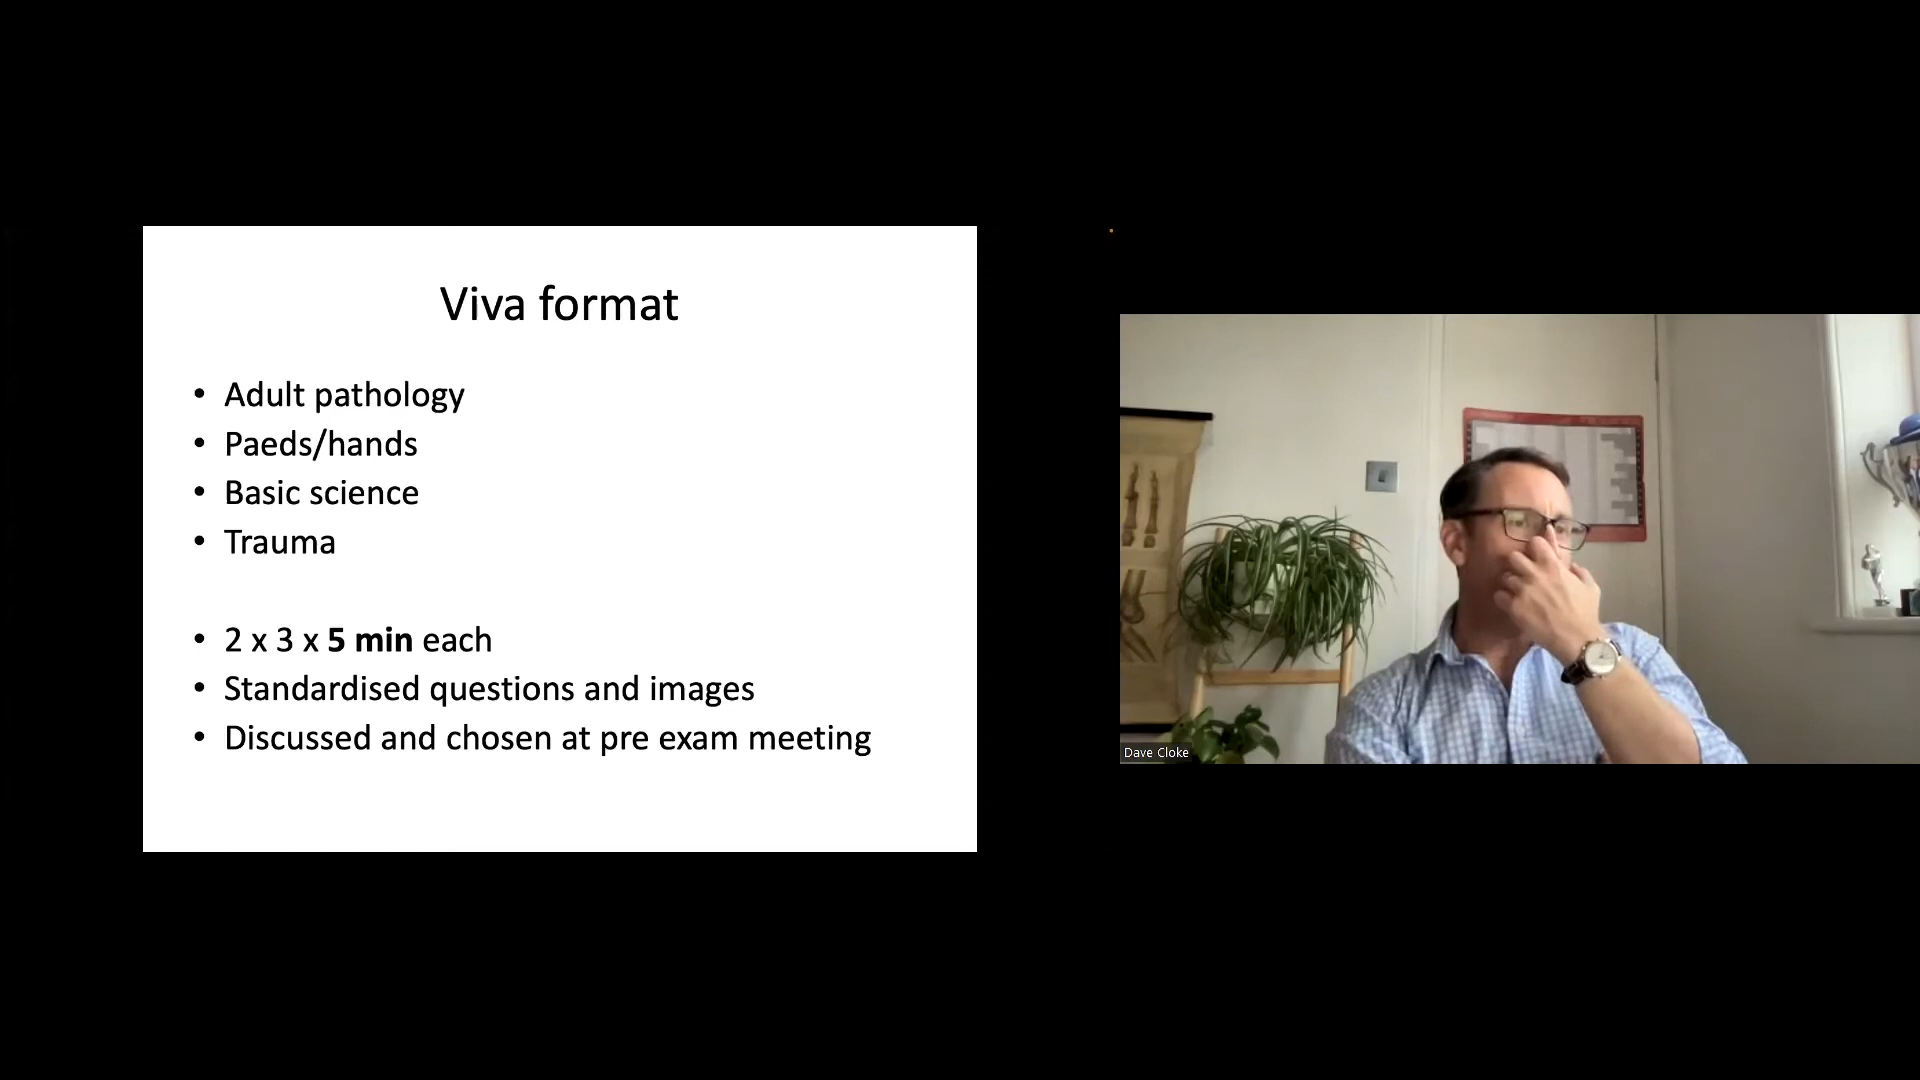 Viva format
• Adult pathology
• Paeds/hands
• Basic science
• Trauma
• 2 x 3 x 5 min each
• Standardised questions and images
• Discussed and chosen at pre exam meeting
Dave Cloke